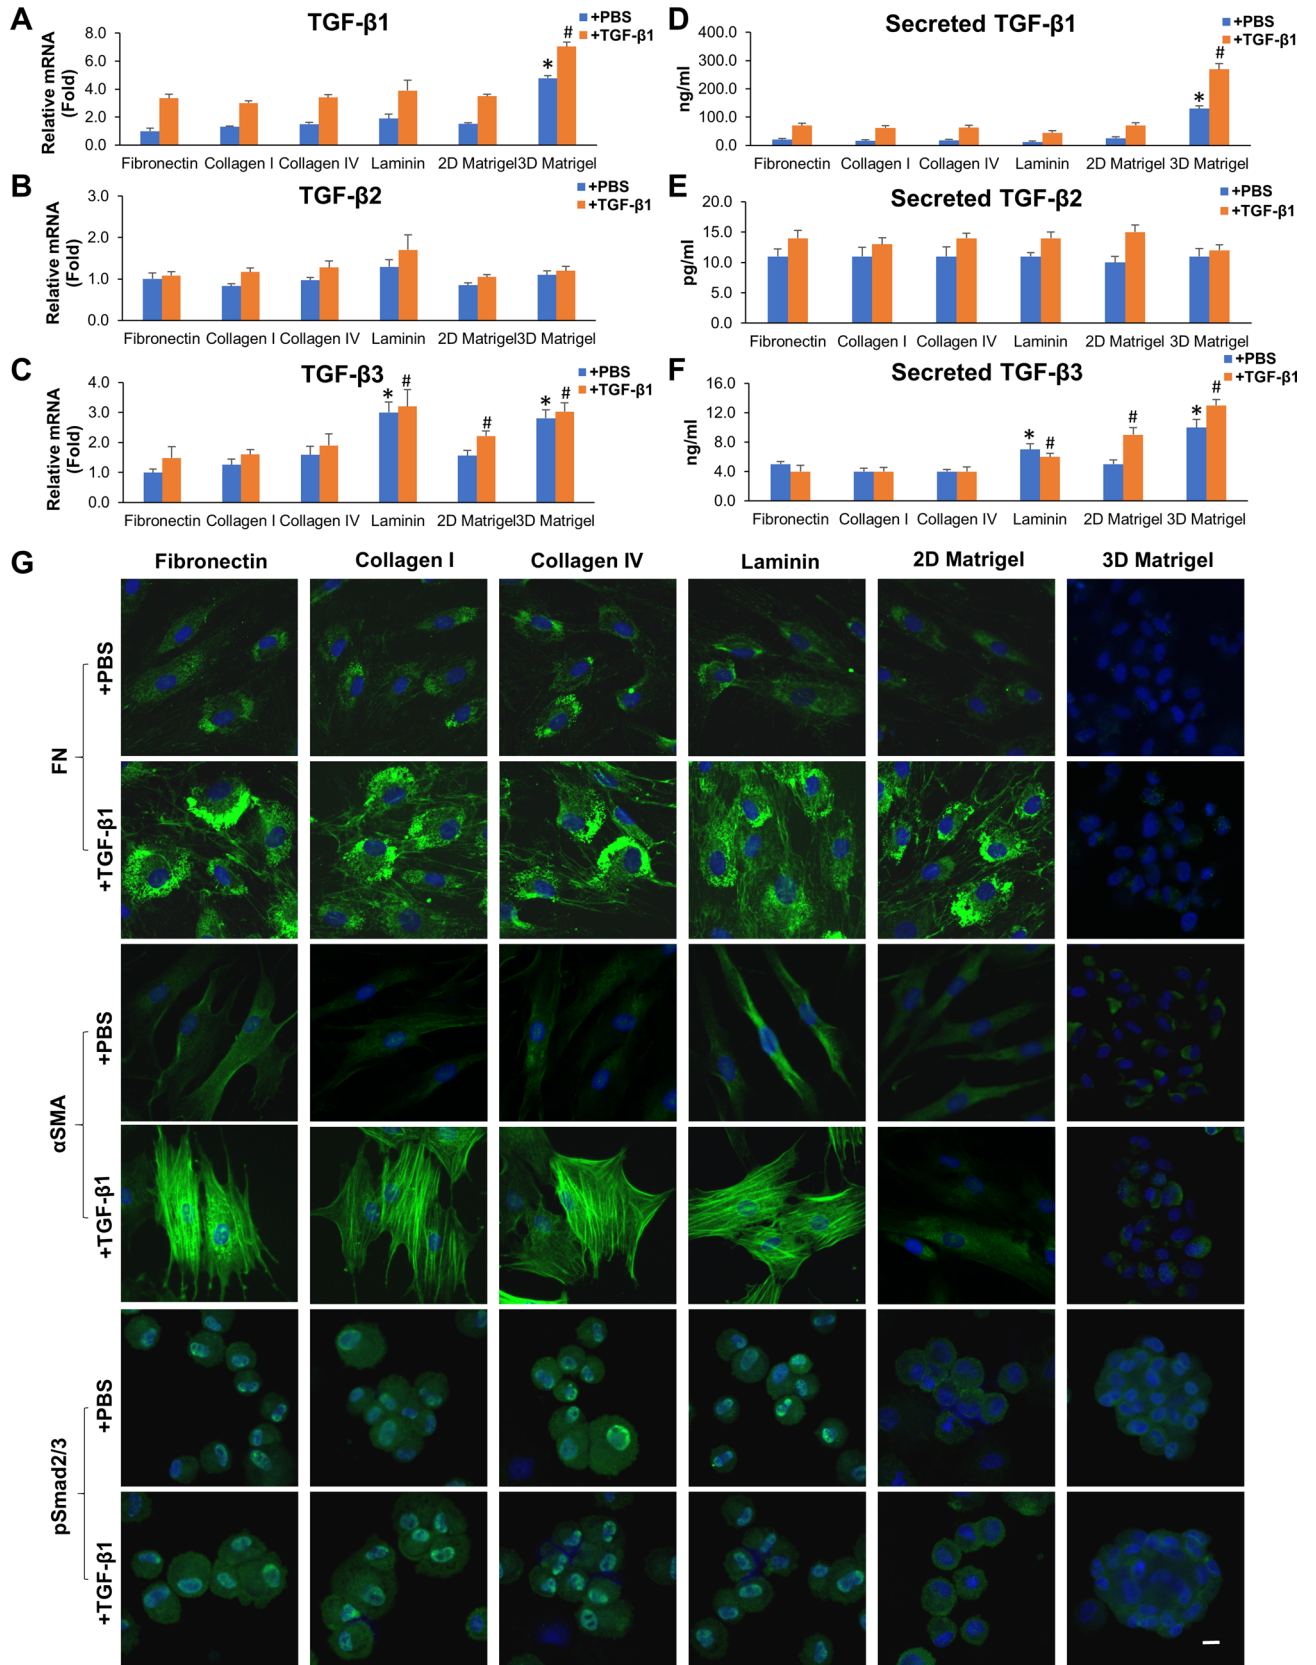 A
TGF-β1
+PBS
+TGF-β1
Relative mRNA
(Fold)
8.0
6.0
4.0
2.0
0.0
*
#
Fibronectin Collagen I Collagen IV Laminin 2D Matrigel 3D Matrigel
D
Secreted TGF-β1
+PBS
+TGF-β1
ng/ml
400.0
300.0
200.0
100.0
0.0
*
#
Fibronectin Collagen I Collagen IV Laminin 2D Matrigel 3D Matrigel
B
TGF-β2
+PBS
+TGF-β1
Relative mRNA
(Fold)
3.0
2.0
1.0
0.0
Fibronectin Collagen I Collagen IV Laminin 2D Matrigel 3D Matrigel
E
Secreted TGF-β2
+PBS
+TGF-β1
pg/ml
20.0
15.0
10.0
5.0
0.0
Fibronectin Collagen I Collagen IV Laminin 2D Matrigel 3D Matrigel
C
TGF-β3
+PBS
+TGF-β1
Relative mRNA
(Fold)
4.0
3.0
2.0
1.0
0.0
* # # * #
Fibronectin Collagen I Collagen IV Laminin 2D Matrigel 3D Matrigel
F
Secreted TGF-β3
+PBS
+TGF-β1
ng/ml
16.0
12.0
8.0
4.0
0.0
* # # * #
Fibronectin Collagen I Collagen IV Laminin 2D Matrigel 3D Matrigel
G
Fibronectin Collagen I Collagen IV Laminin 2D Matrigel 3D Matrigel
FN
+PBS
+TGF-β1
αSMA
+PBS
+TGF-β1
pSmad2/3
+PBS
+TGF-β1